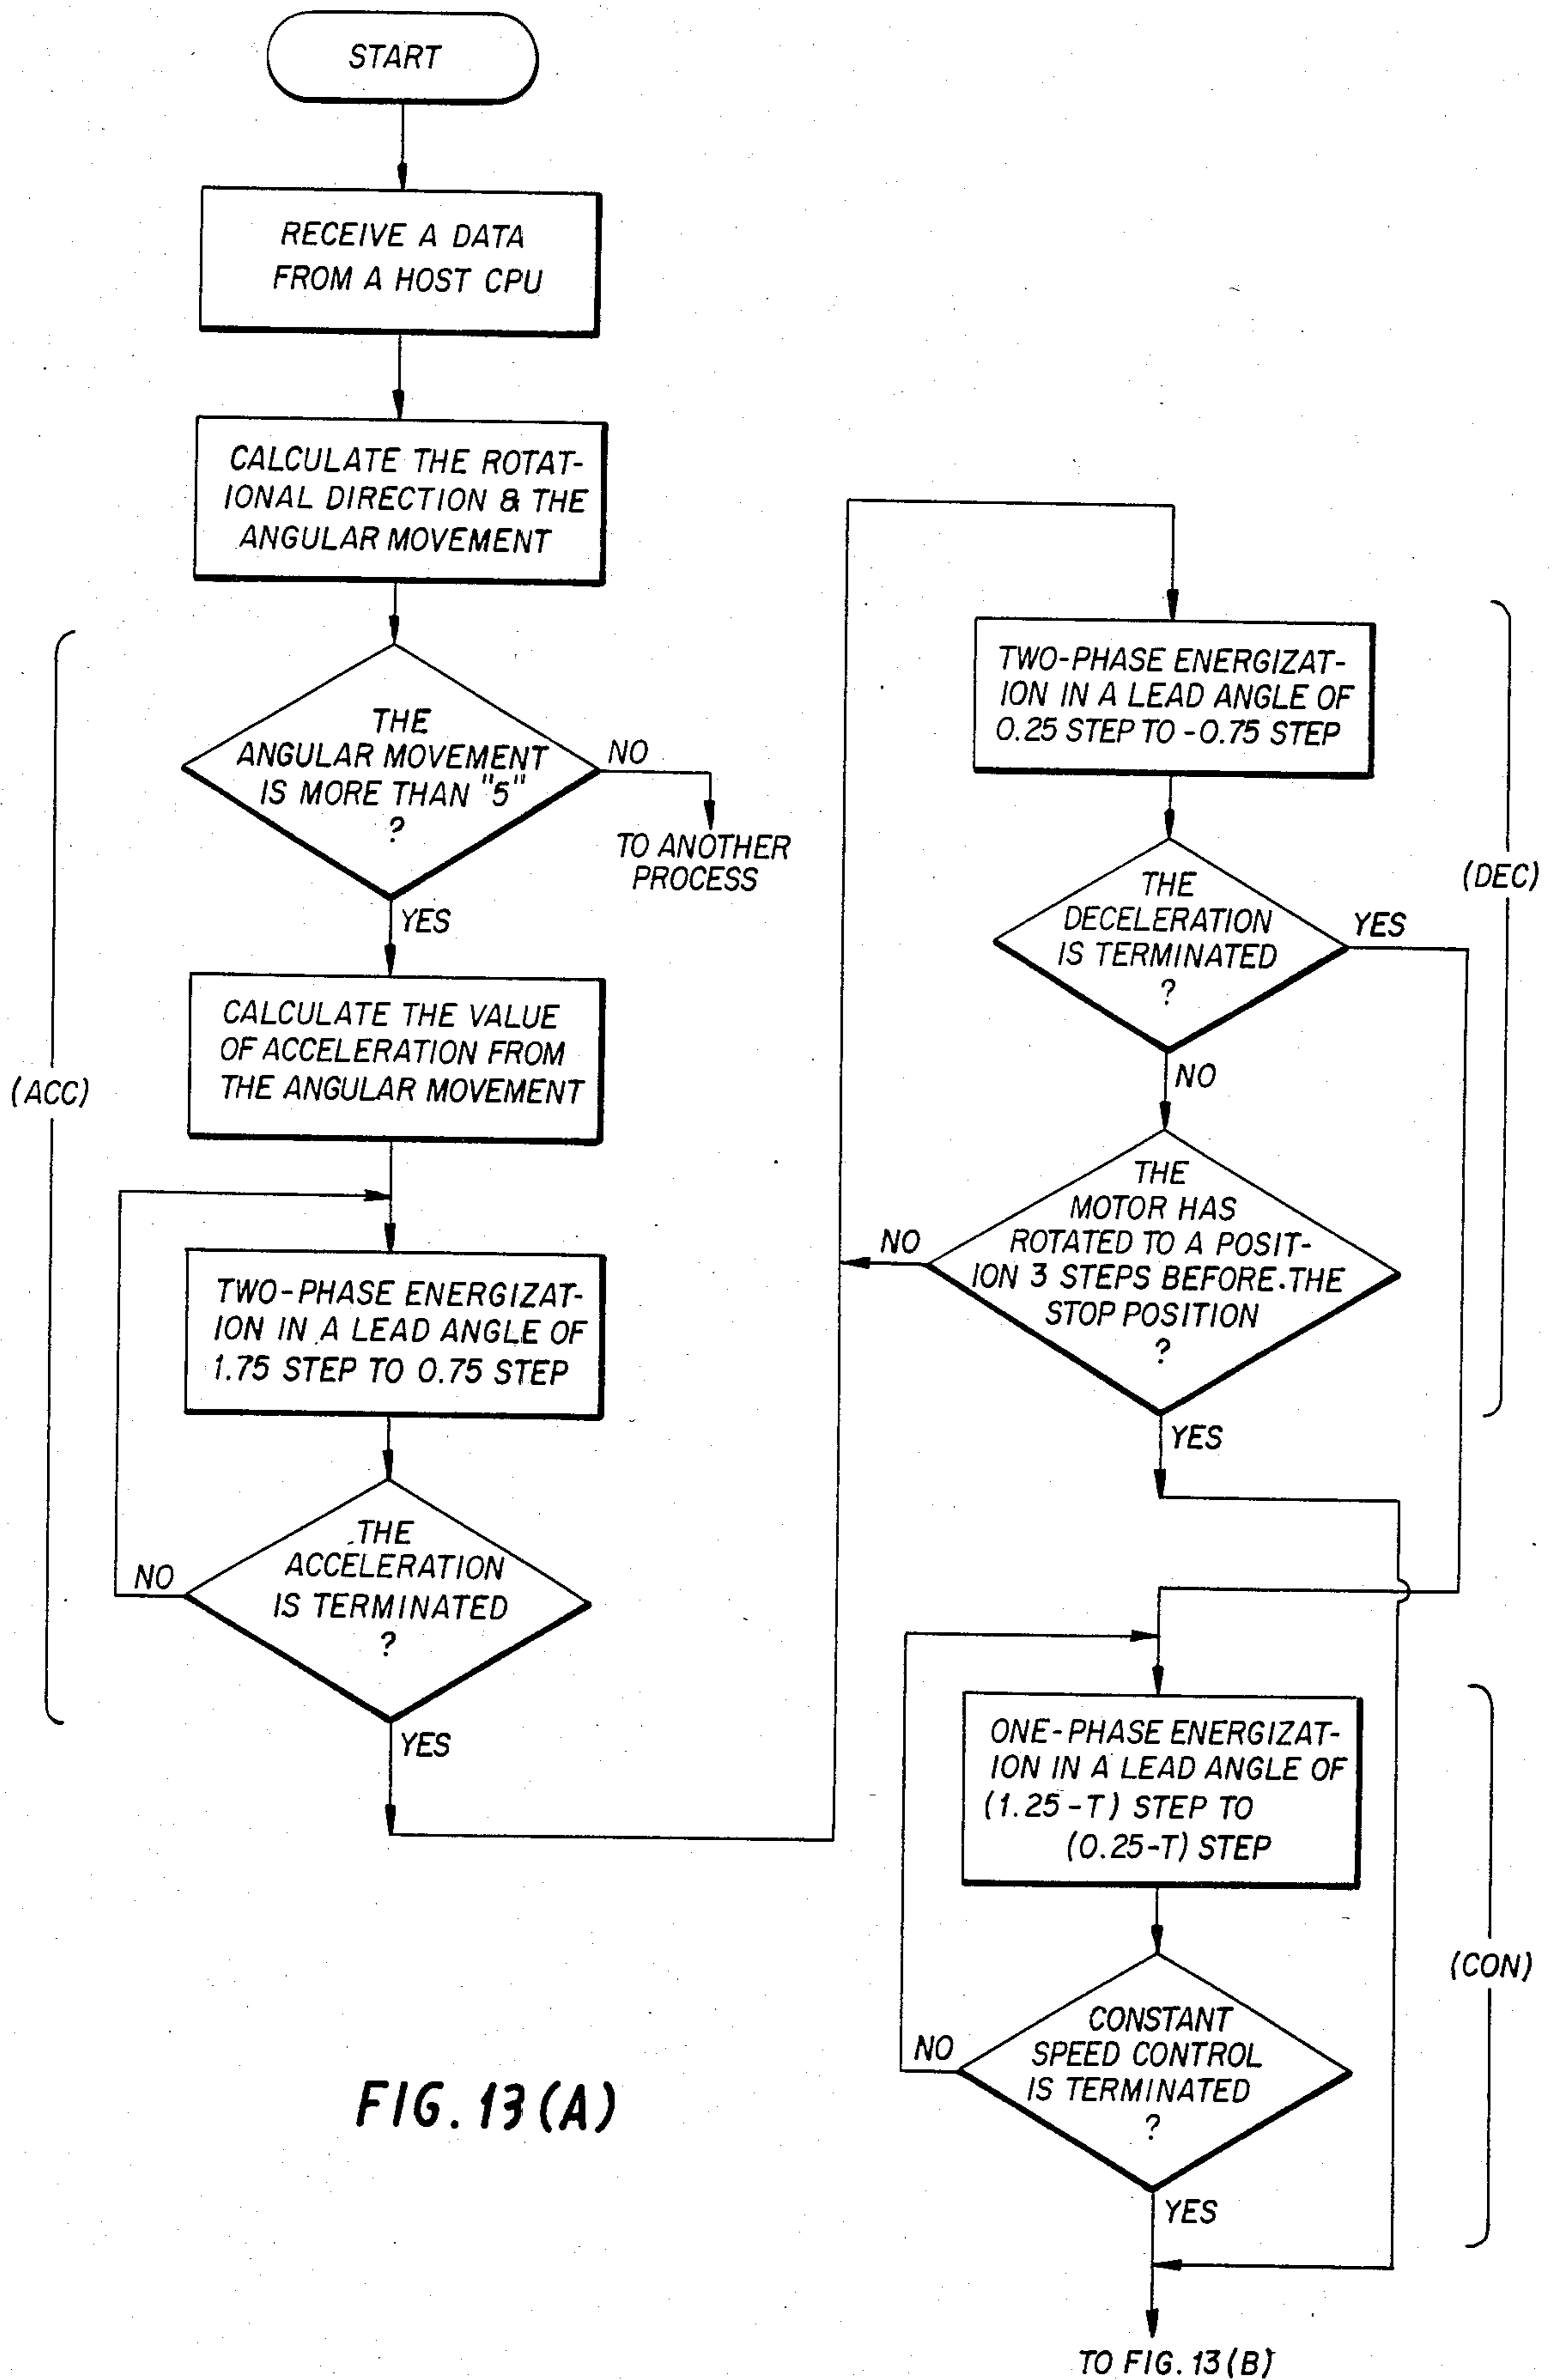 START
RECEIVE A DATA
FROM A HOST CPU
CALCULATE THE ROTAT-
IONAL DIRECTION & THE
ANGULAR MOVEMENT
(ACC)
THE
ANGULAR MOVEMENT
IS MORE THAN "5"
?
NO
TO ANOTHER
PROCESS
YES
CALCULATE THE VALUE
OF ACCELERATION FROM
THE ANGULAR MOVEMENT
TWO-PHASE ENERGIZAT-
ION IN A LEAD ANGLE OF
1.75 STEP TO 0.75 STEP
THE
ACCELERATION
IS TERMINATED
?
NO
YES
TWO-PHASE ENERGIZAT-
ION IN A LEAD ANGLE OF
0.25 STEP TO -0.75 STEP
(DEC)
THE
DECELERATION
IS TERMINATED
?
YES
NO
THE
MOTOR HAS
ROTATED TO A POSIT-
ION 3 STEPS BEFORE THE
STOP POSITION
?
NO
YES
ONE-PHASE ENERGIZAT-
ION IN A LEAD ANGLE OF
(1.25-T) STEP TO
(0.25-T) STEP
(CON)
CONSTANT
SPEED CONTROL
IS TERMINATED
?
NO
YES
TO FIG. 13(B)
FIG. 13(A)